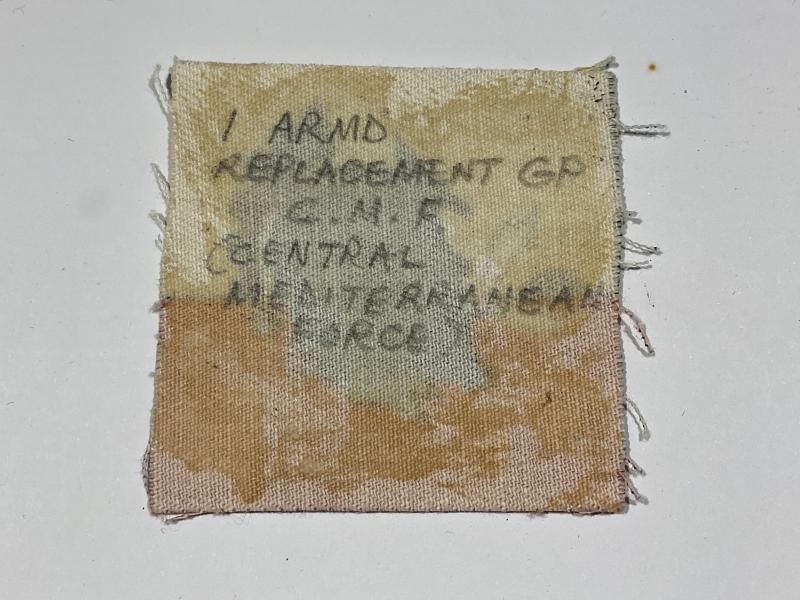 1 ARMD
REPLACEMENT GP
C.M.F
(CENTRAL
MEDITERRANEAN
FORCE)